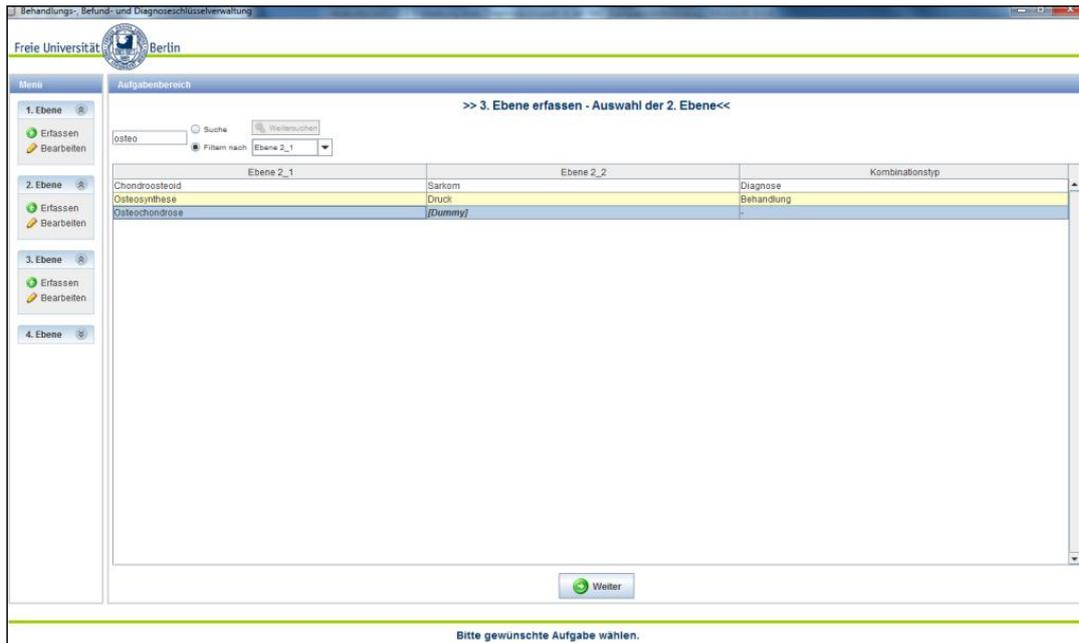 Behandlungs-, Befund- und Diagnoseschlüsselverwaltung
Freie Universität Berlin
Menü
Aufgabenbereich
1. Ebene
Erfassen
Bearbeiten
2. Ebene
Erfassen
Bearbeiten
3. Ebene
Erfassen
Bearbeiten
4. Ebene
>> 3. Ebene erfassen - Auswahl der 2. Ebene<<
osteo
Suche Weitersuchen
Filtern nach Ebene 2_1
Ebene 2_1 Ebene 2_2 Kombinationstyp
Chondroosteoid Sarkom Diagnose
Osteosynthese Druck Behandlung
Osteochondrose [Dummy] -
Weiter
Bitte gewünschte Aufgabe wählen.